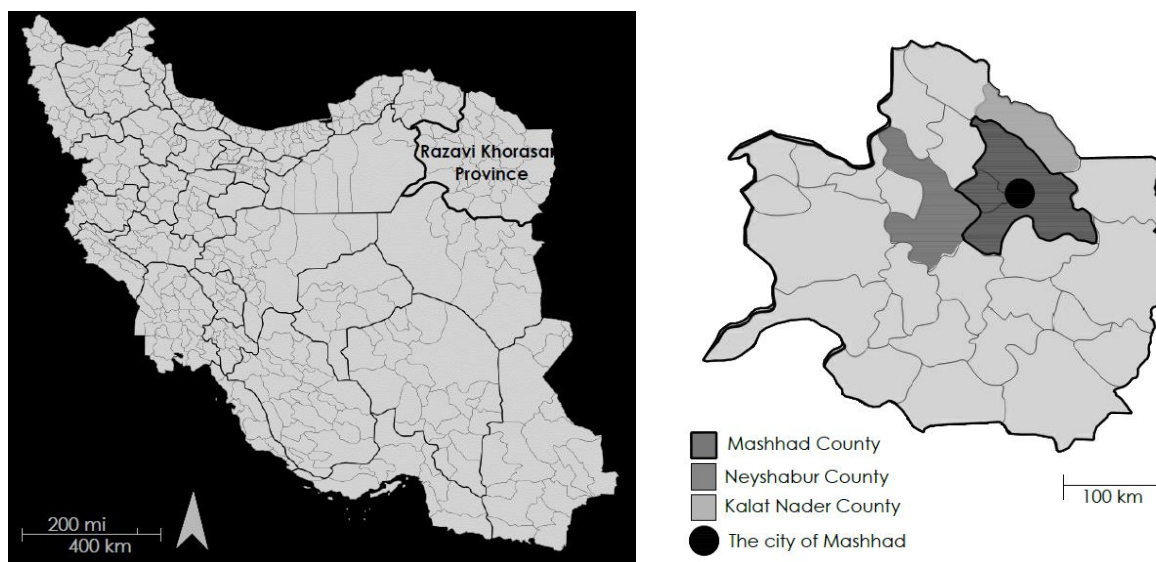 Razavi Khorasan
Province
200 mi
400 km
Mashhad County
Neyshabur County
Kalat Nader County
The city of Mashhad
100 km